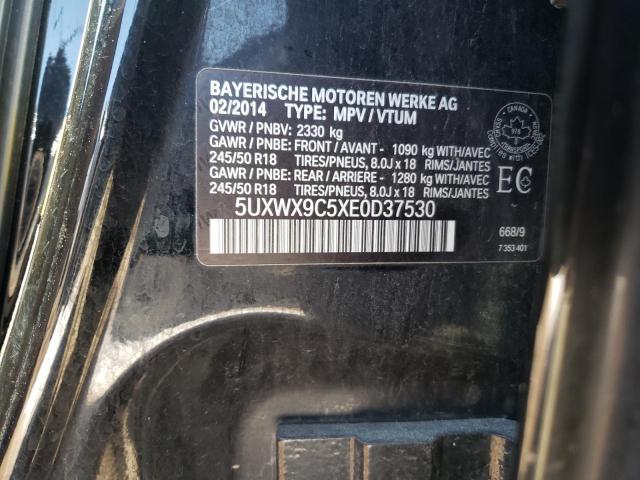 BAYERISCHE MOTOREN WERKE AG
02/2014 TYPE: MPV/VTUM
GVWR / PNBV: 2330 kg
GAWR / PNBE: FRONT / AVANT - 1090 kg WITH/AVEC
245/50 R18 TIRES/PNEUS, 8.0J x 18 RIMS/JANTES
GAWR / PNBE: REAR / ARRIERE - 1280 kg WITH/AVEC
245/50 R18 TIRES/PNEUS, 8.0J x 18 RIMS/JANTES
5UXWX9C5XE0D37530
CANADA
978
EC
668/9
7 353 401